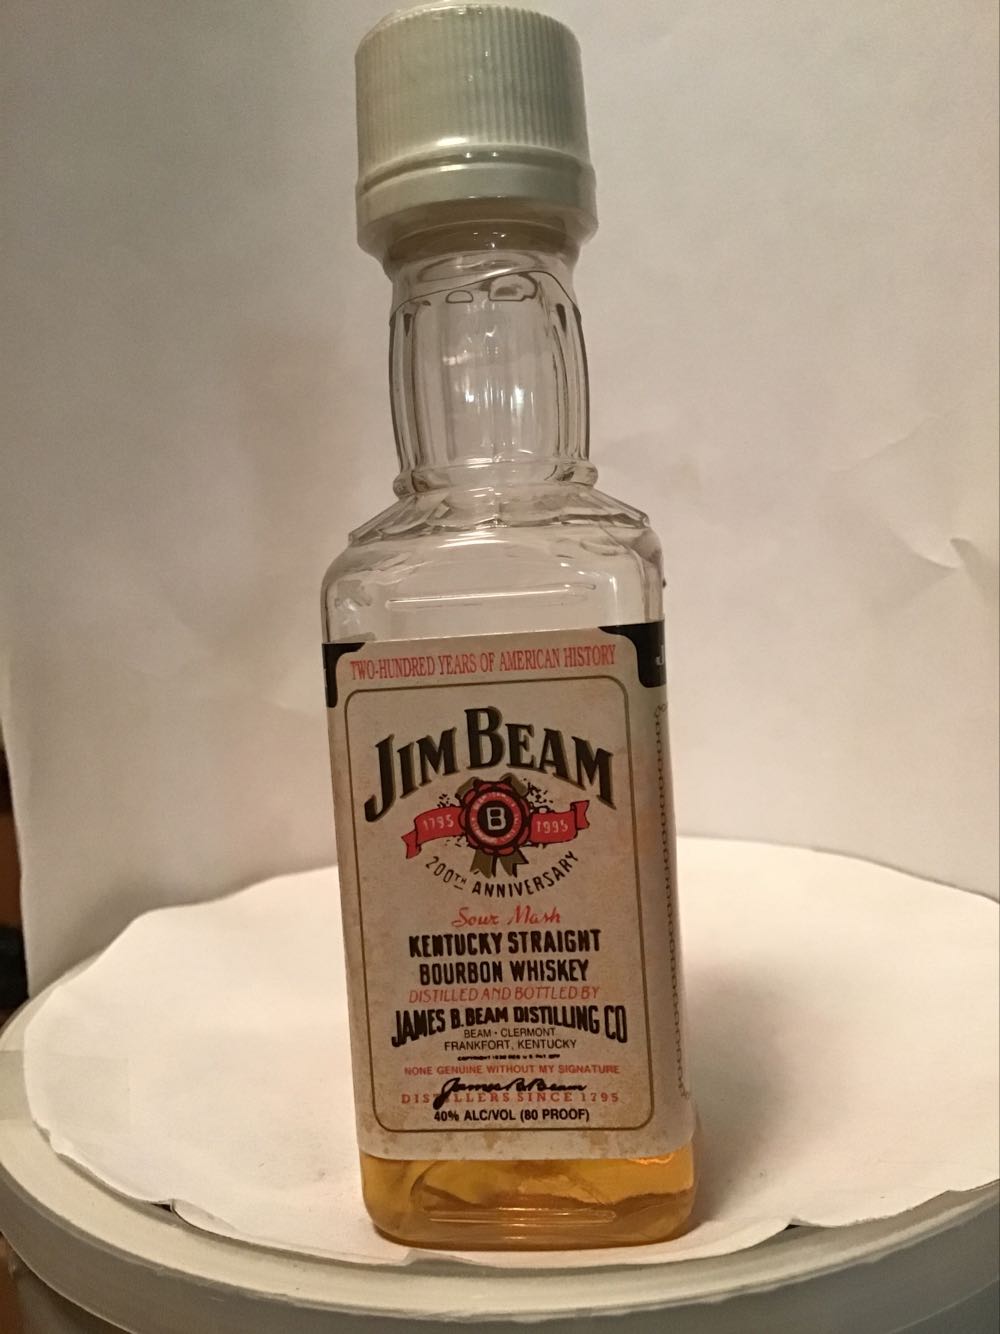 TWO-HUNDRED YEARS OF AMERICAN HISTORY
JIM BEAM
1795 B 1995
200TH ANNIVERSARY
Sour Mash
KENTUCKY STRAIGHT
BOURBON WHISKEY
DISTILLED AND BOTTLED BY
JAMES B. BEAM DISTILLING CO
BEAM • CLERMONT
FRANKFORT, KENTUCKY
NONE GENUINE WITHOUT MY SIGNATURE
James B. Beam
DISTILLERS SINCE 1795
40% ALC/VOL (80 PROOF)